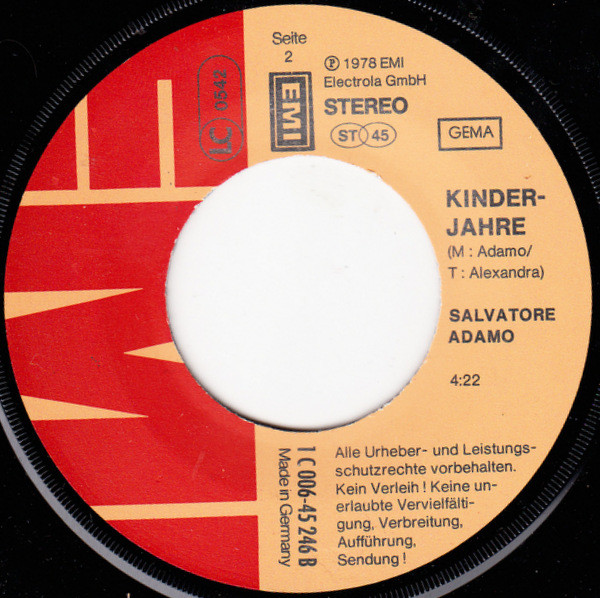 Seite
2
℗ 1978 EMI
Electrola GmbH
EMI
STEREO
ST 45
LC 0542
GEMA
KINDER-
JAHRE
(M : Adamo/
T : Alexandra)
SALVATORE
ADAMO
4:22
1 C 006-45 246 B
Made in Germany
Alle Urheber- und Leistungs-
schutzrechte vorbehalten.
Kein Verleih ! Keine un-
erlaubte Vervielfälti-
gung, Verbreitung,
Aufführung,
Sendung !
EMI